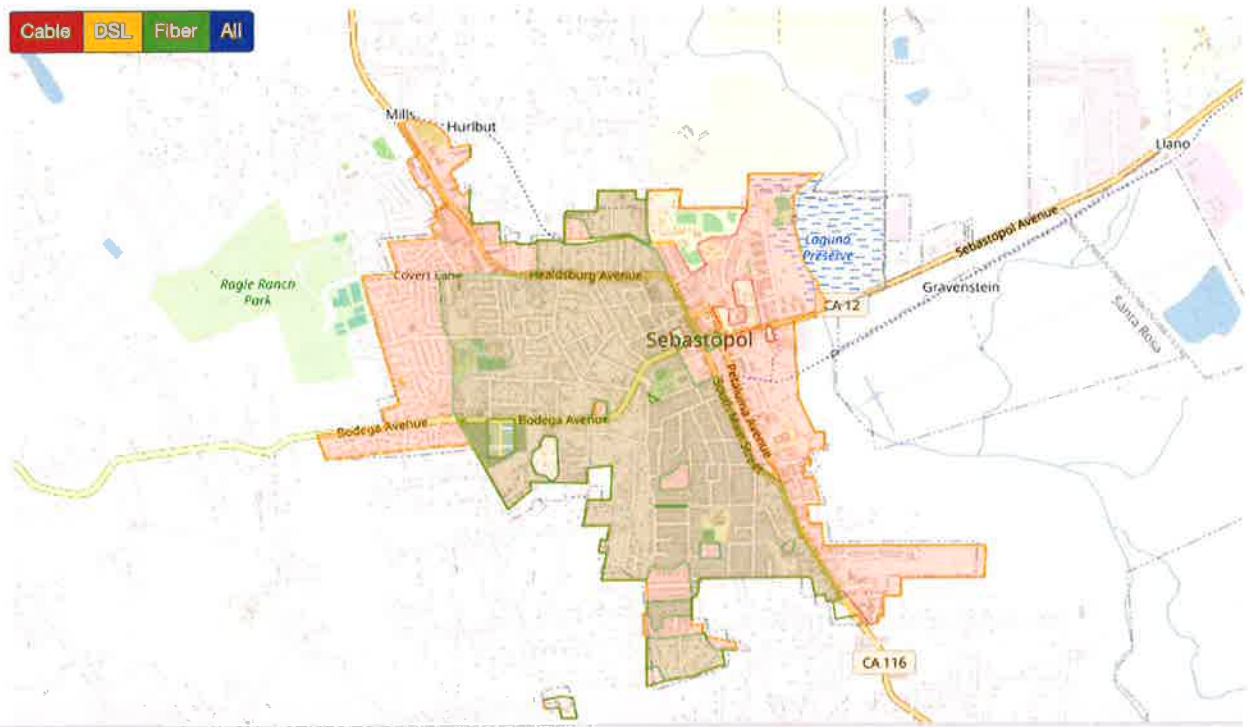 Cable DSL Fiber All
Mills
Hurlbut
Llano
Sebastopol Avenue
Laguna
Preserve
Ragle Ranch
Park
Covert Lane
Healdsburg Avenue
Gravenstein
CA 12
Santa Rosa
Sebastopol
Petaluma Avenue
South Main Street
Bodega Avenue
Bodega Avenue
CA 116